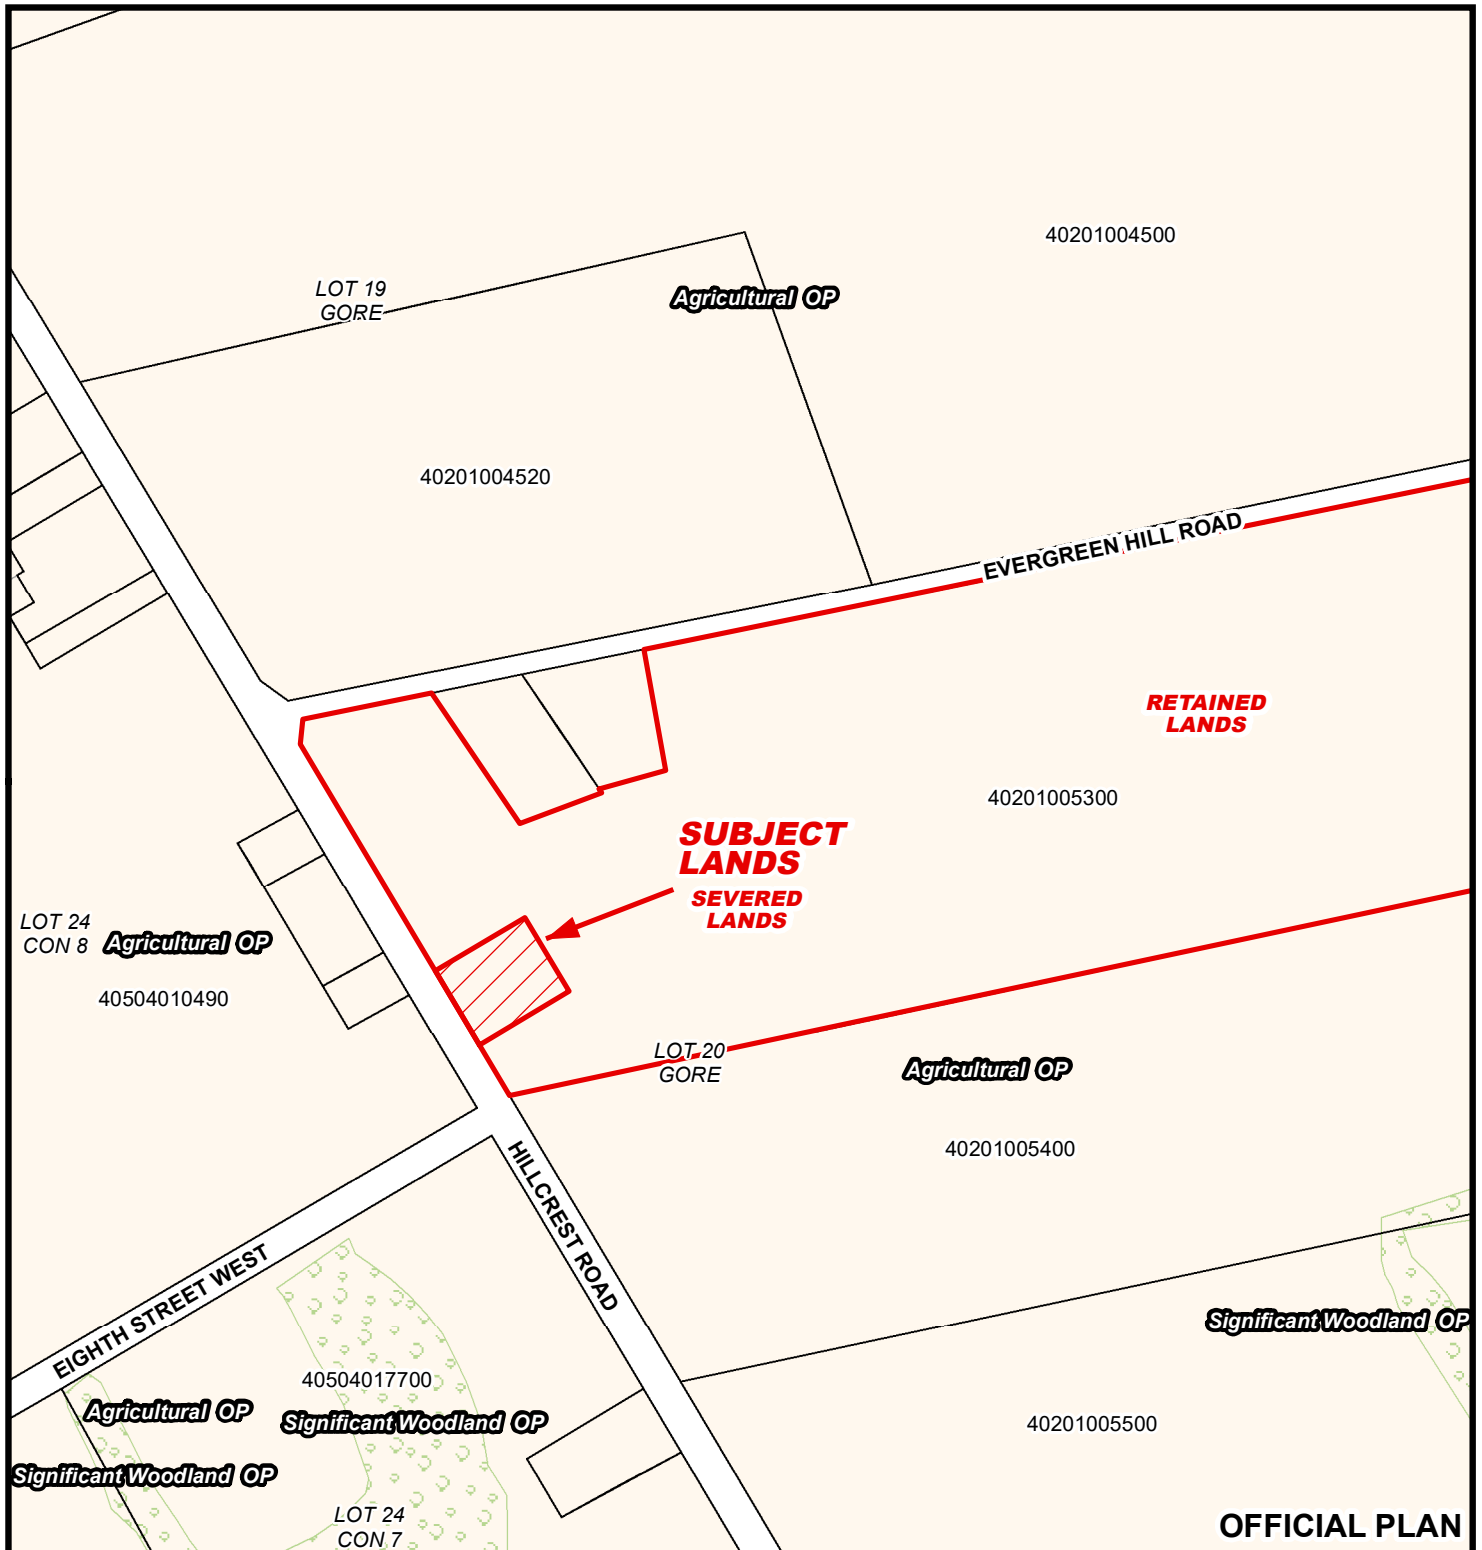 40201004500
LOT 19
GORE
Agricultural OP
40201004520
EVERGREEN HILL ROAD
RETAINED
LANDS
40201005300
SUBJECT
LANDS
SEVERED
LANDS
LOT 24
CON 8
Agricultural OP
40504010490
LOT 20
GORE
Agricultural OP
40201005400
HILLCREST ROAD
EIGHTH STREET WEST
Significant Woodland OP
40504017700
Agricultural OP
Significant Woodland OP
40201005500
Significant Woodland OP
LOT 24
CON 7
OFFICIAL PLAN